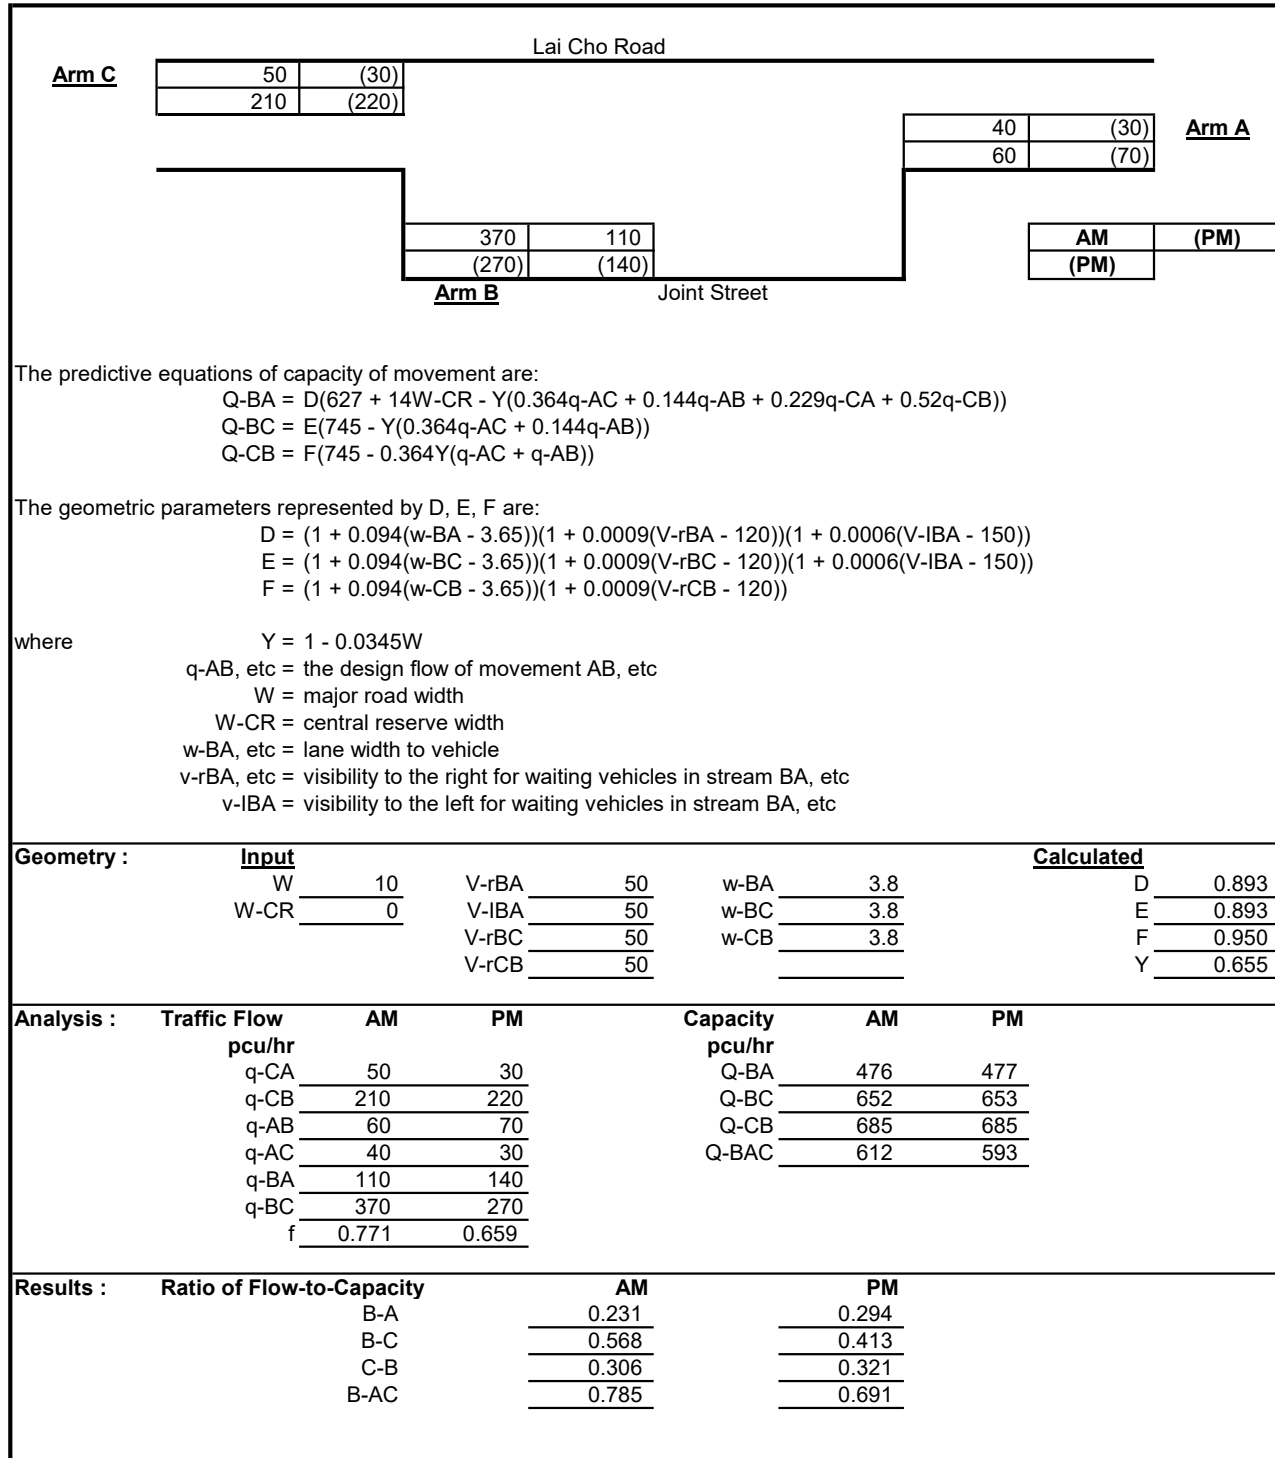 Lai Cho Road
Arm C 50 (30)
210 (220)
40 (30) Arm A
60 (70)
370 110 AM (PM)
(270) (140) (PM)
Arm B Joint Street
The predictive equations of capacity of movement are:
Q-BA = D(627 + 14W-CR - Y(0.364q-AC + 0.144q-AB + 0.229q-CA + 0.52q-CB))
Q-BC = E(745 - Y(0.364q-AC + 0.144q-AB))
Q-CB = F(745 - 0.364Y(q-AC + q-AB))
The geometric parameters represented by D, E, F are:
D = (1 + 0.094(w-BA - 3.65))(1 + 0.0009(V-rBA - 120))(1 + 0.0006(V-IBA - 150))
E = (1 + 0.094(w-BC - 3.65))(1 + 0.0009(V-rBC - 120))(1 + 0.0006(V-IBA - 150))
F = (1 + 0.094(w-CB - 3.65))(1 + 0.0009(V-rCB - 120))
where Y = 1 - 0.0345W
q-AB, etc = the design flow of movement AB, etc
W = major road width
W-CR = central reserve width
w-BA, etc = lane width to vehicle
v-rBA, etc = visibility to the right for waiting vehicles in stream BA, etc
v-IBA = visibility to the left for waiting vehicles in stream BA, etc
Geometry : Input Calculated
W 10 V-rBA 50 w-BA 3.8 D 0.893
W-CR 0 V-IBA 50 w-BC 3.8 E 0.893
V-rBC 50 w-CB 3.8 F 0.950
V-rCB 50 Y 0.655
Analysis : Traffic Flow AM PM Capacity AM PM
pcu/hr pcu/hr
q-CA 50 30 Q-BA 476 477
q-CB 210 220 Q-BC 652 653
q-AB 60 70 Q-CB 685 685
q-AC 40 30 Q-BAC 612 593
q-BA 110 140
q-BC 370 270
f 0.771 0.659
Results : Ratio of Flow-to-Capacity AM PM
B-A 0.231 0.294
B-C 0.568 0.413
C-B 0.306 0.321
B-AC 0.785 0.691